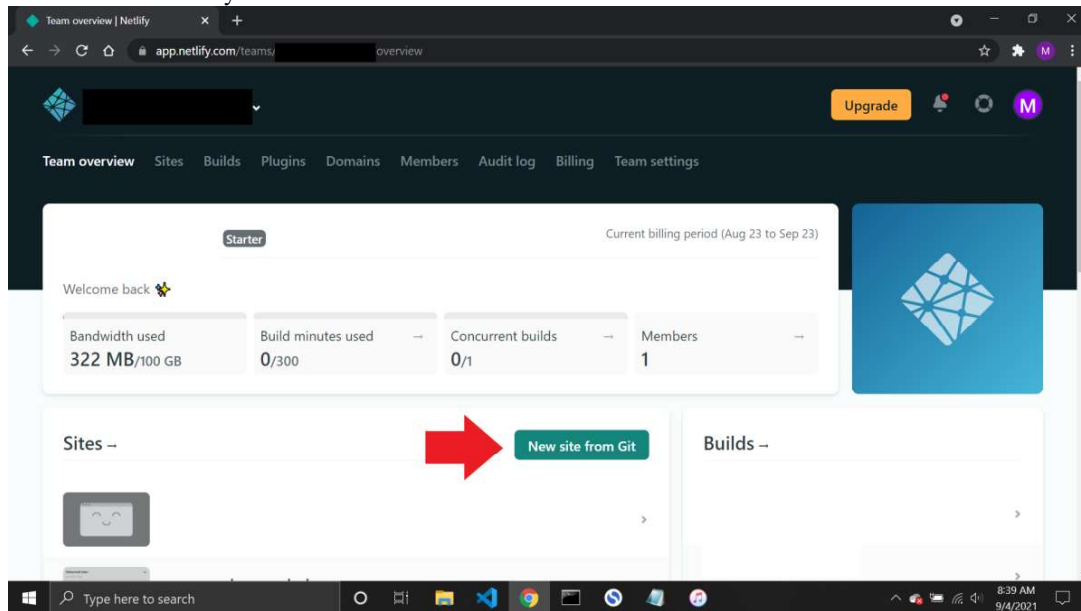 Team overview | Netlify
app.netlify.com/teams/ overview
M
Upgrade
M
Team overview Sites Builds Plugins Domains Members Audit log Billing Team settings
Starter
Current billing period (Aug 23 to Sep 23)
Welcome back
Bandwidth used
322 MB/100 GB
Build minutes used →
0/300
Concurrent builds →
0/1
Members →
1
Sites →
New site from Git
Builds →
Type here to search
8:39 AM
9/4/2021